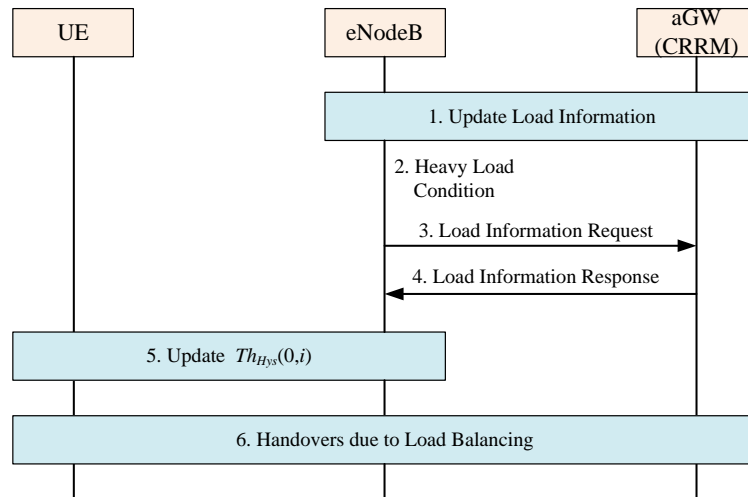 UE
eNodeB
aGW
(CRRM)
1. Update Load Information
2. Heavy Load
Condition
3. Load Information Request
4. Load Information Response
5. Update Th_Hys(0,i)
6. Handovers due to Load Balancing